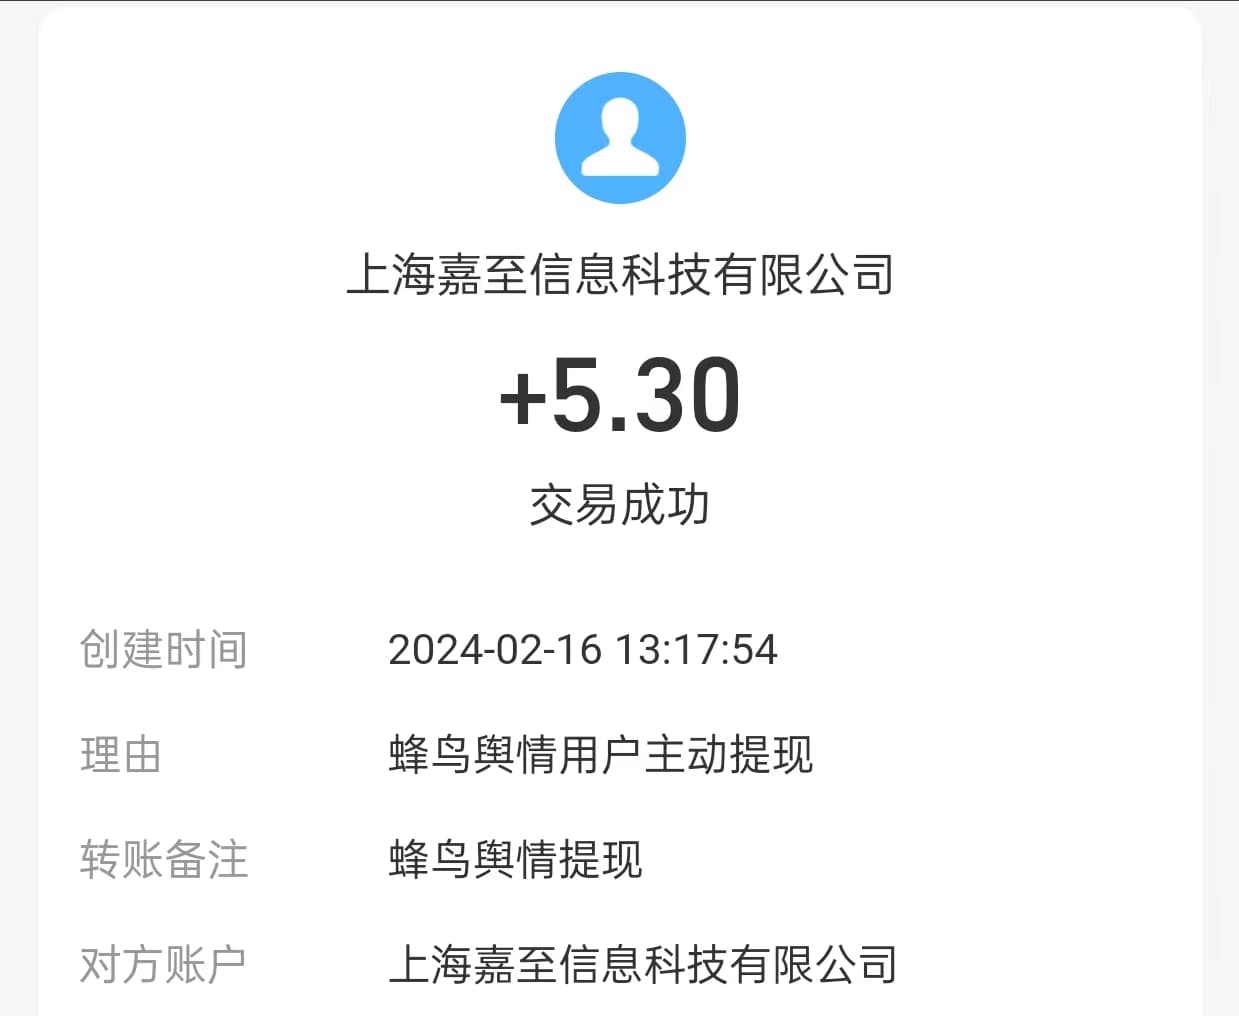 上海嘉至信息科技有限公司
+5.30
交易成功
创建时间 2024-02-16 13:17:54
理由 蜂鸟舆情用户主动提现
转账备注 蜂鸟舆情提现
对方账户 上海嘉至信息科技有限公司